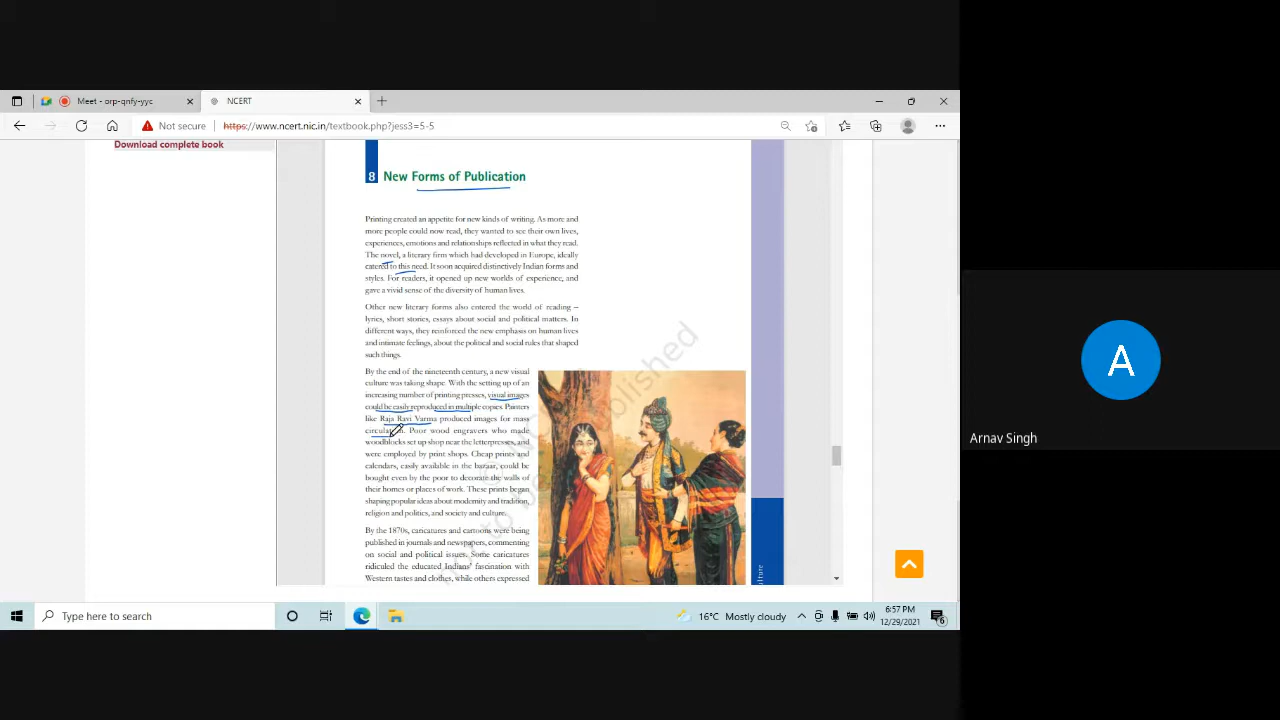 Meet - orp-qnfy-yyc
NCERT
Not secure
https://www.ncert.nic.in/textbook.php?jess3=5-5
Download complete book
8 New Forms of Publication
Printing created an appetite for new kinds of writing. As more and
more people could now read, they wanted to see their own lives,
experiences, emotions and relationships reflected in what they read.
The novel, a literary firm which had developed in Europe, ideally
catered to this need. It soon acquired distinctively Indian forms and
styles. For readers, it opened up new worlds of experience, and
gave a vivid sense of the diversity of human lives.
Other new literary forms also entered the world of reading –
lyrics, short stories, essays about social and political matters. In
different ways, they reinforced the new emphasis on human lives
and intimate feelings, about the political and social rules that shaped
such things.
By the end of the nineteenth century, a new visual
culture was taking shape. With the setting up of an
increasing number of printing presses, visual images
could be easily reproduced in multiple copies. Painters
like Raja Ravi Varma produced images for mass
circulation. Poor wood engravers who made
woodblocks set up shop near the letterpresses, and
were employed by print shops. Cheap prints and
calendars, easily available in the bazaar, could be
bought even by the poor to decorate the walls of
their homes or places of work. These prints began
shaping popular ideas about modernity and tradition,
religion and politics, and society and culture.
By the 1870s, caricatures and cartoons were being
published in journals and newspapers, commenting
on social and political issues. Some caricatures
ridiculed the educated Indians' fascination with
Western tastes and clothes, while others expressed
ulture
A
Arnav Singh
Type here to search
16°C Mostly cloudy
6:57 PM
12/29/2021
6